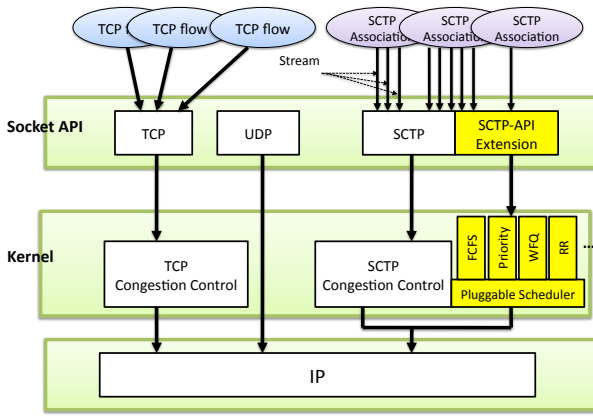 TCP f
TCP flow
TCP flow
SCTP
Association
SCTP
Association
SCTP
Association
Stream
Socket API
TCP
UDP
SCTP
SCTP-API
Extension
Kernel
TCP
Congestion Control
SCTP
Congestion Control
FCFS
Priority
WFQ
RR
...
Pluggable Scheduler
IP